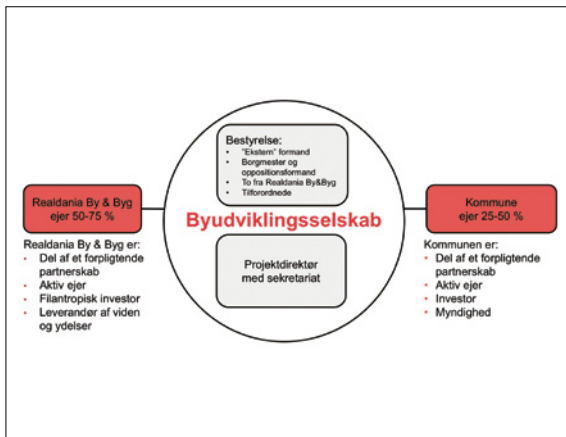 Bestyrelse:
• "Ekstern" formand
• Borgmester og
oppositionsformand
• To fra Realdania By&Byg
• Tilforordnede
Realdania By & Byg
ejer 50-75 %
Byudviklingsselskab
Kommune
ejer 25-50 %
Realdania By & Byg er:
• Del af et forpligtende
partnerskab
• Aktiv ejer
• Filantropisk investor
• Leverandør af viden
og ydelser
Projektdirektør
med sekretariat
Kommunen er:
• Del af et forpligtende
partnerskab
• Aktiv ejer
• Investor
• Myndighed